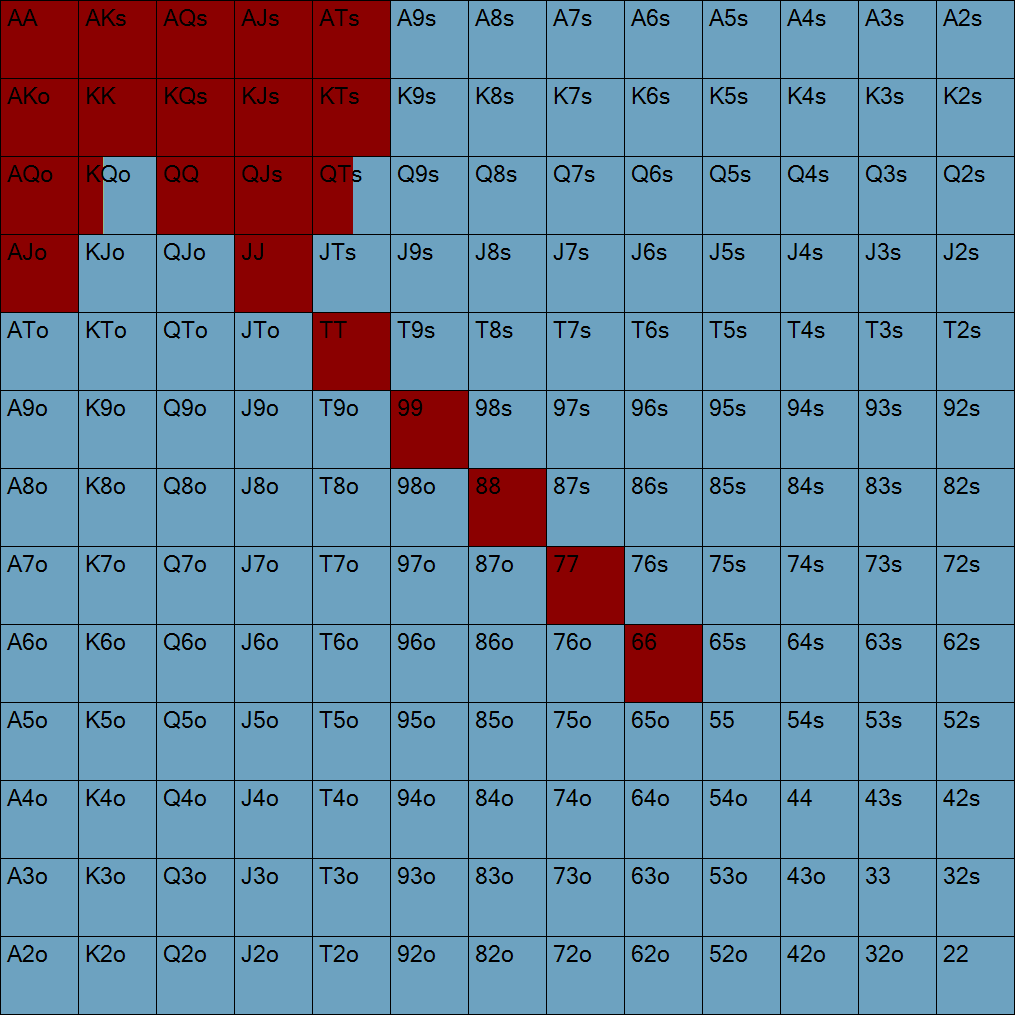 AA AKs AQs AJs ATs A9s A8s A7s A6s A5s A4s A3s A2s
AKo KK KQs KJs KTs K9s K8s K7s K6s K5s K4s K3s K2s
AQo KQo QQ QJs QTs Q9s Q8s Q7s Q6s Q5s Q4s Q3s Q2s
AJo KJo QJo JJ JTs J9s J8s J7s J6s J5s J4s J3s J2s
ATo KTo QTo JTo TT T9s T8s T7s T6s T5s T4s T3s T2s
A9o K9o Q9o J9o T9o 99 98s 97s 96s 95s 94s 93s 92s
A8o K8o Q8o J8o T8o 98o 88 87s 86s 85s 84s 83s 82s
A7o K7o Q7o J7o T7o 97o 87o 77 76s 75s 74s 73s 72s
A6o K6o Q6o J6o T6o 96o 86o 76o 66 65s 64s 63s 62s
A5o K5o Q5o J5o T5o 95o 85o 75o 65o 55 54s 53s 52s
A4o K4o Q4o J4o T4o 94o 84o 74o 64o 54o 44 43s 42s
A3o K3o Q3o J3o T3o 93o 83o 73o 63o 53o 43o 33 32s
A2o K2o Q2o J2o T2o 92o 82o 72o 62o 52o 42o 32o 22